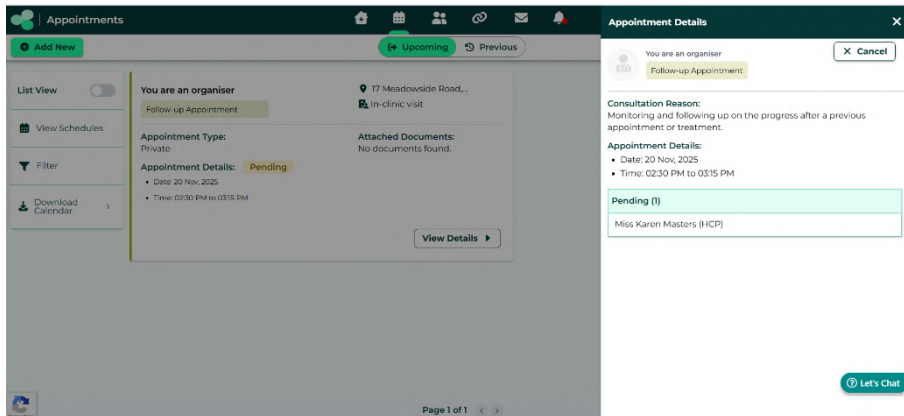 Appointments
Add New
Upcoming
Previous
List View
View Schedules
Filter
Download
Calendar
You are an organiser
Follow-up Appointment
17 Meadowside Road,...
In-clinic visit
Appointment Type:
Private
Attached Documents:
No documents found.
Appointment Details: Pending
• Date: 20 Nov, 2025
• Time: 02:30 PM to 03:15 PM
View Details
Page 1 of 1
Appointment Details
You are an organiser
Cancel
Follow-up Appointment
Consultation Reason:
Monitoring and following up on the progress after a previous
appointment or treatment.
Appointment Details:
• Date: 20 Nov, 2025
• Time: 02:30 PM to 03:15 PM
Pending (1)
Miss Karen Masters (HCP)
Let's Chat